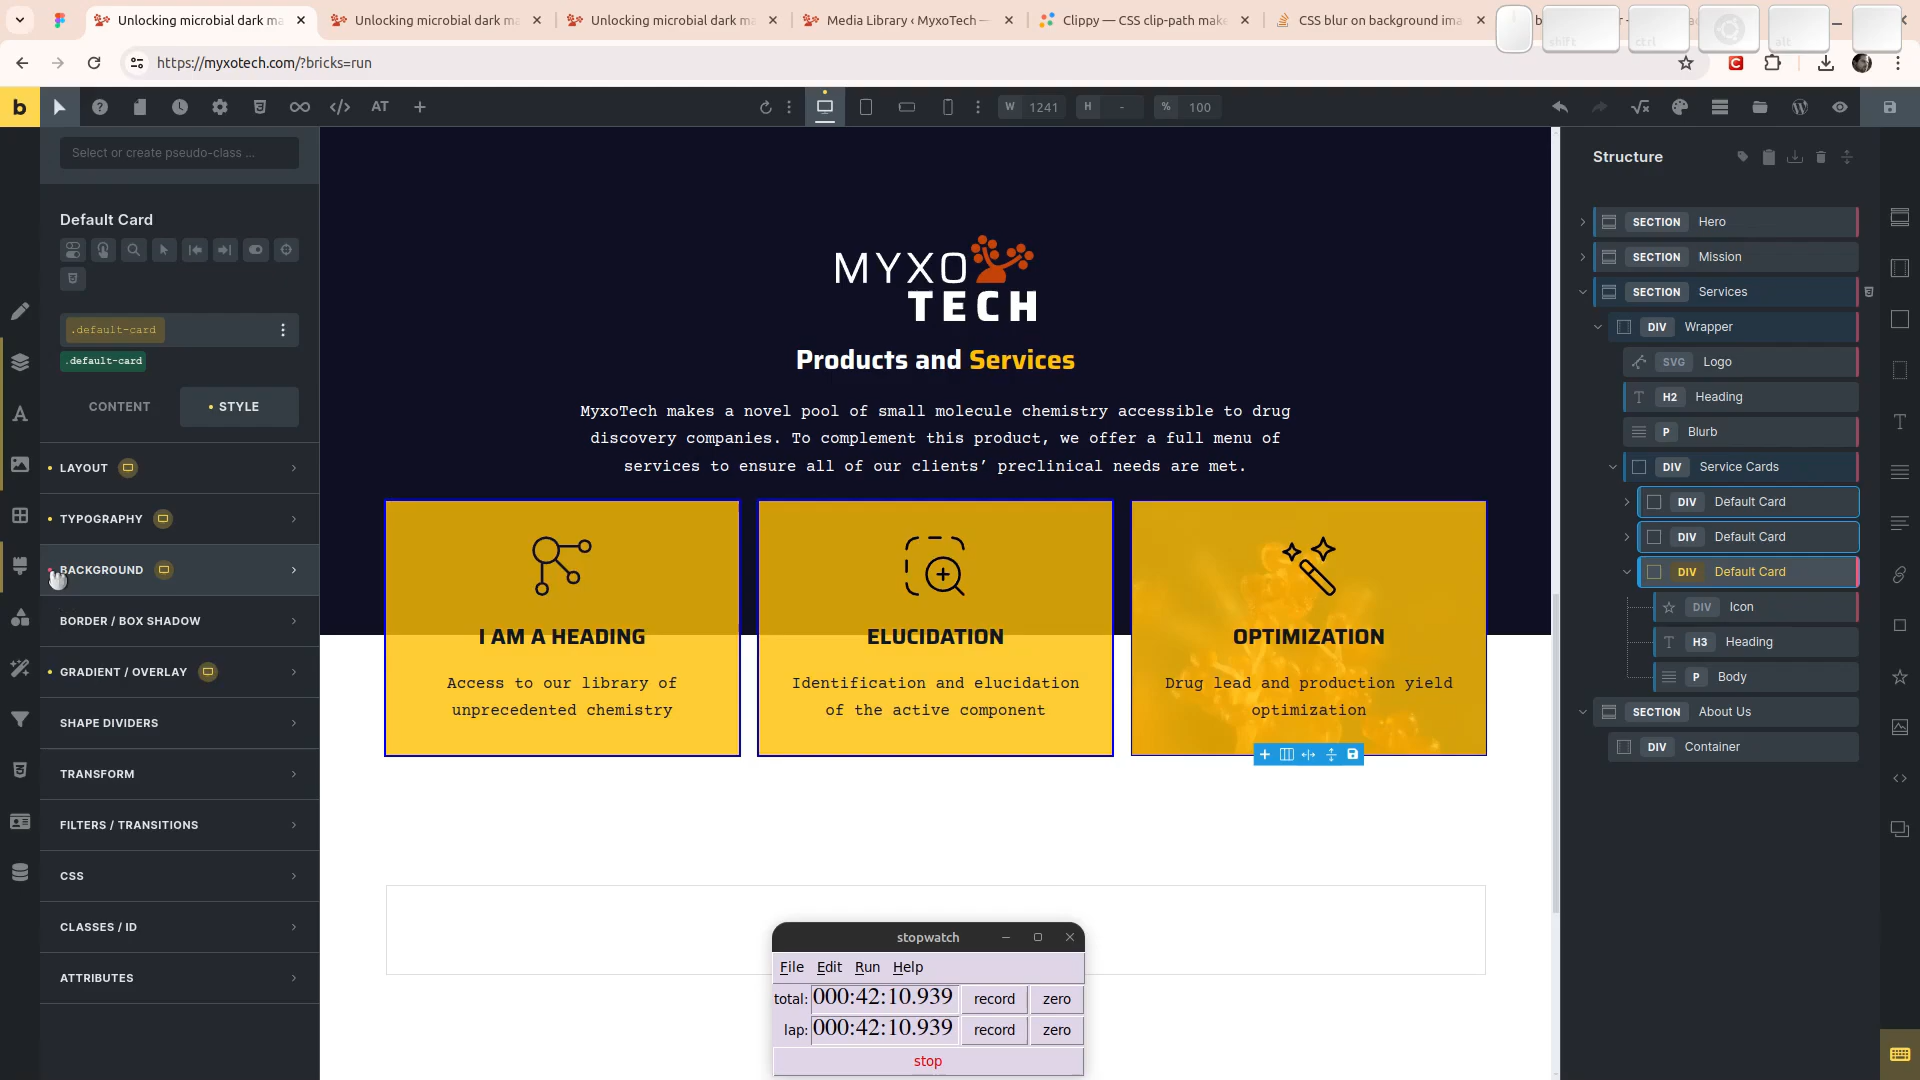 Unlocking microbial dark ma
Unlocking microbial dark ma
Unlocking microbial dark ma
Media Library ‹ MyxoTech —
Clippy — CSS clip-path make
CSS blur on background ima
shift
ctrl
alt
https://myxotech.com/?bricks=run
b
AT
W
1241
H
-
%
100
Select or create pseudo-class ...
Default Card
.default-card
.default-card
CONTENT
STYLE
LAYOUT
TYPOGRAPHY
BACKGROUND
BORDER / BOX SHADOW
GRADIENT / OVERLAY
SHAPE DIVIDERS
TRANSFORM
FILTERS / TRANSITIONS
CSS
CLASSES / ID
ATTRIBUTES
MYXO
TECH
Products and Services
MyxoTech makes a novel pool of small molecule chemistry accessible to drug
discovery companies. To complement this product, we offer a full menu of
services to ensure all of our clients’ preclinical needs are met.
I AM A HEADING
Access to our library of
unprecedented chemistry
ELUCIDATION
Identification and elucidation
of the active component
OPTIMIZATION
Drug lead and production yield
optimization
stopwatch
File Edit Run Help
total: 000:42:10.939 record zero
lap: 000:42:10.939 record zero
stop
Structure
SECTION Hero
SECTION Mission
SECTION Services
DIV Wrapper
SVG Logo
H2 Heading
P Blurb
DIV Service Cards
DIV Default Card
DIV Default Card
DIV Default Card
DIV Icon
H3 Heading
P Body
SECTION About Us
DIV Container